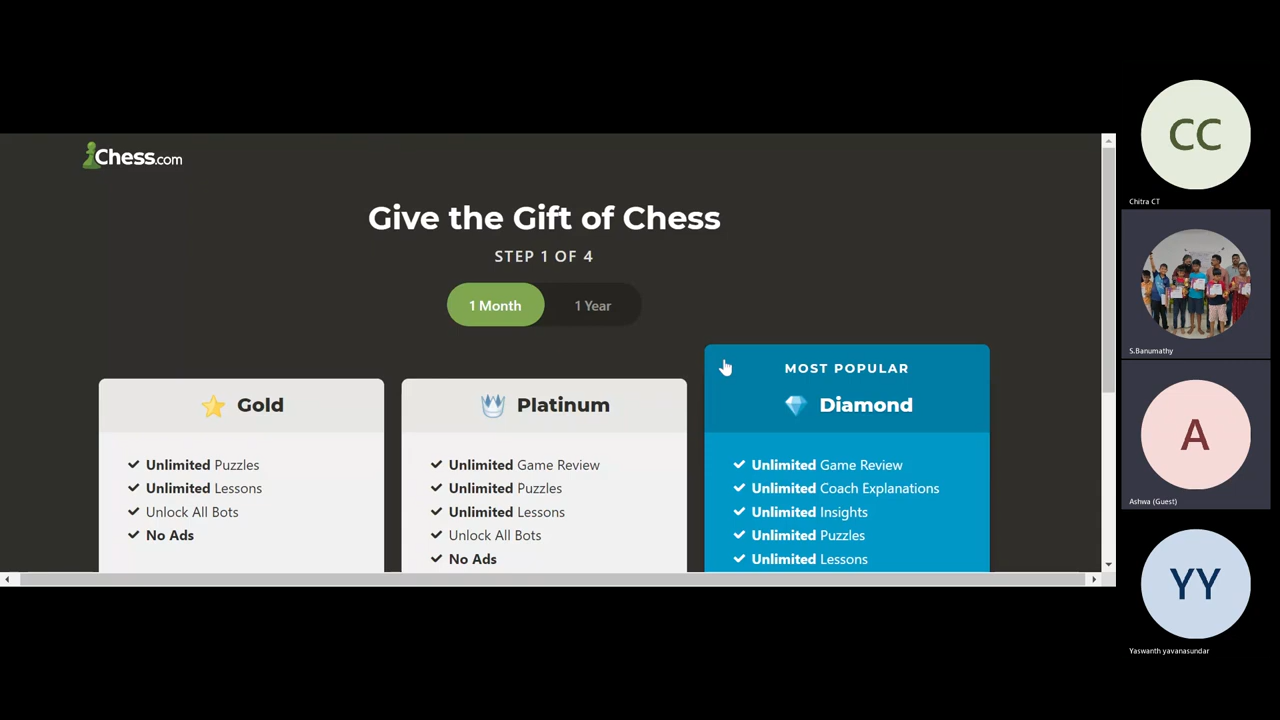 Chess.com
Give the Gift of Chess
STEP 1 OF 4
1 Month
1 Year
Gold
Unlimited Puzzles
Unlimited Lessons
Unlock All Bots
No Ads
Platinum
Unlimited Game Review
Unlimited Puzzles
Unlimited Lessons
Unlock All Bots
No Ads
MOST POPULAR
Diamond
Unlimited Game Review
Unlimited Coach Explanations
Unlimited Insights
Unlimited Puzzles
Unlimited Lessons
CC
Chitra CT
S.Banumathy
A
Ashwa (Guest)
YY
Yaswanth yavanasundar